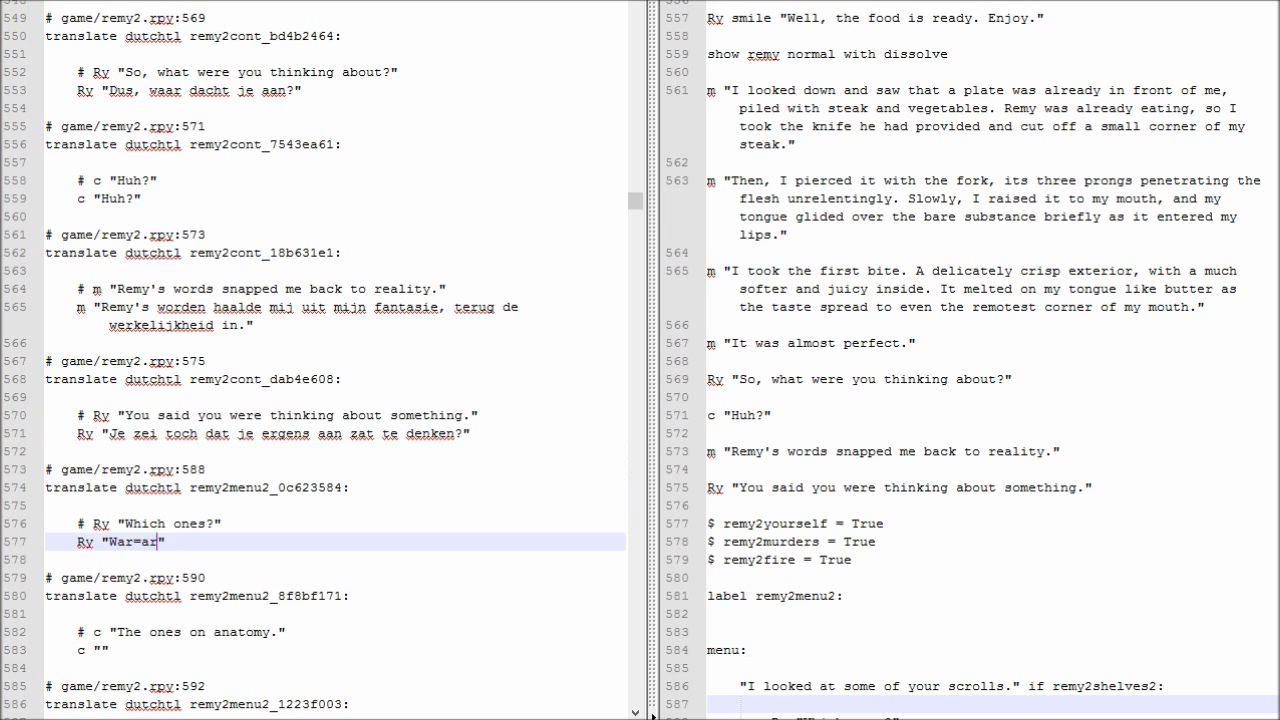 549 # game/remy2.rpy:569
550 translate dutchtl remy2cont_bd4b2464:
551
552 # Ry "So, what were you thinking about?"
553 Ry "Dus, waar dacht je aan?"
554
555 # game/remy2.rpy:571
556 translate dutchtl remy2cont_7543ea61:
557
558 # c "Huh?"
559 c "Huh?"
560
561 # game/remy2.rpy:573
562 translate dutchtl remy2cont_18b631e1:
563
564 # m "Remy's words snapped me back to reality."
565 m "Remy's worden haalde mij uit mijn fantasie, terug de
werkelijkheid in."
566
567 # game/remy2.rpy:575
568 translate dutchtl remy2cont_dab4e608:
569
570 # Ry "You said you were thinking about something."
571 Ry "Je zei toch dat je ergens aan zat te denken?"
572
573 # game/remy2.rpy:588
574 translate dutchtl remy2menu2_0c623584:
575
576 # Ry "Which ones?"
577 Ry "War=ar"
578
579 # game/remy2.rpy:590
580 translate dutchtl remy2menu2_8f8bf171:
581
582 # c "The ones on anatomy."
583 c ""
584
585 # game/remy2.rpy:592
586 translate dutchtl remy2menu2_1223f003:
557 Ry smile "Well, the food is ready. Enjoy."
558
559 show remy normal with dissolve
560
561 m "I looked down and saw that a plate was already in front of me,
piled with steak and vegetables. Remy was already eating, so I
took the knife he had provided and cut off a small corner of my
steak."
562
563 m "Then, I pierced it with the fork, its three prongs penetrating the
flesh unrelentingly. Slowly, I raised it to my mouth, and my
tongue glided over the bare substance briefly as it entered my
lips."
564
565 m "I took the first bite. A delicately crisp exterior, with a much
softer and juicy inside. It melted on my tongue like butter as
the taste spread to even the remotest corner of my mouth."
566
567 m "It was almost perfect."
568
569 Ry "So, what were you thinking about?"
570
571 c "Huh?"
572
573 m "Remy's words snapped me back to reality."
574
575 Ry "You said you were thinking about something."
576
577 $ remy2yourself = True
578 $ remy2murders = True
579 $ remy2fire = True
580
581 label remy2menu2:
582
583
584 menu:
585
586 "I looked at some of your scrolls." if remy2shelves2:
587